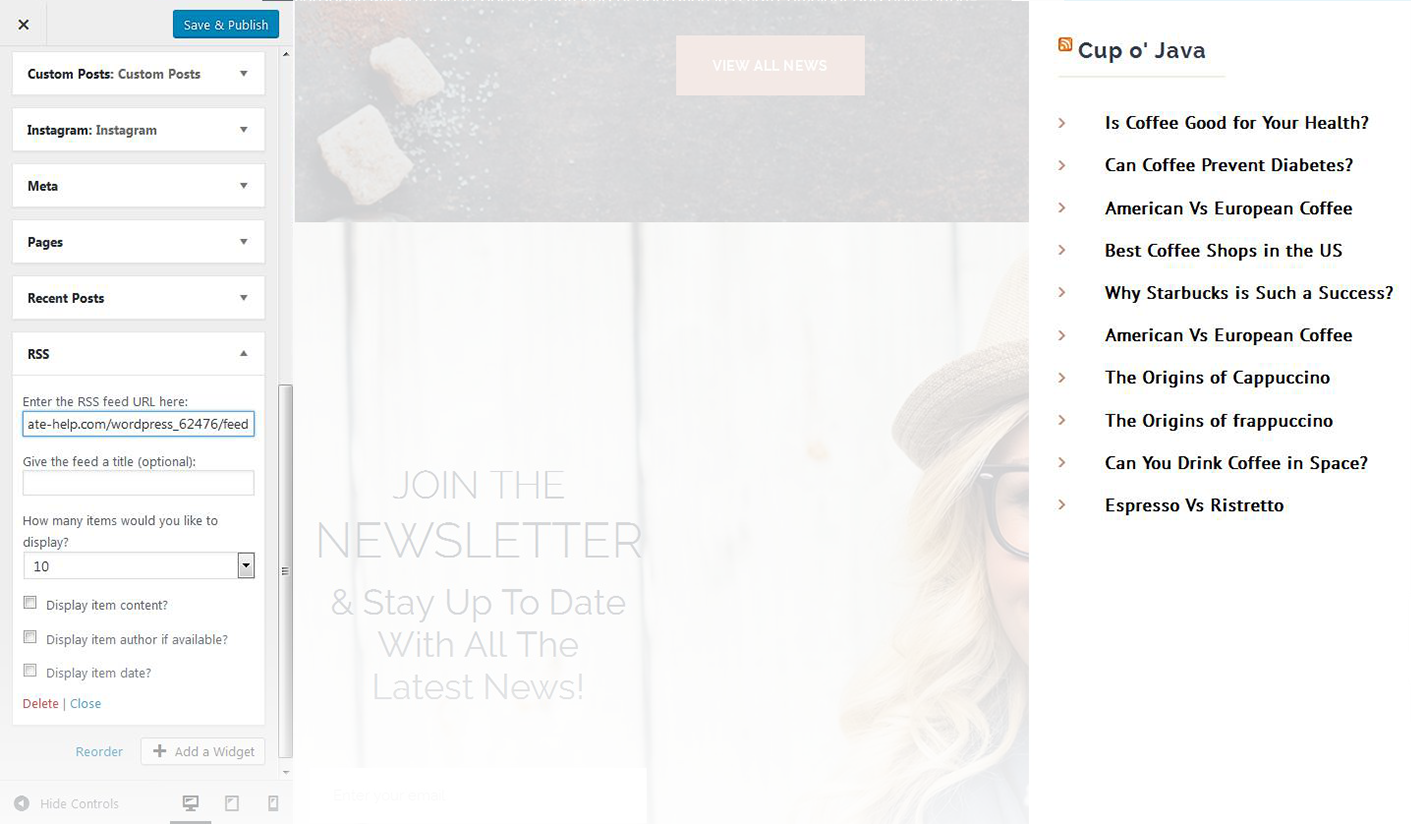 Save & Publish
Custom Posts: Custom Posts
Instagram: Instagram
Meta
Pages
Recent Posts
RSS
Enter the RSS feed URL here:
ate-help.com/wordpress_62476/feed
Give the feed a title (optional):
How many items would you like to
display?
10
Display item content?
Display item author if available?
Display item date?
Delete | Close
Reorder
Add a Widget
Hide Controls
VIEW ALL NEWS
JOIN THE
NEWSLETTER
& Stay Up To Date
With All The
Latest News!
Enter your email
Cup o' Java
Is Coffee Good for Your Health?
Can Coffee Prevent Diabetes?
American Vs European Coffee
Best Coffee Shops in the US
Why Starbucks is Such a Success?
American Vs European Coffee
The Origins of Cappuccino
The Origins of frappuccino
Can You Drink Coffee in Space?
Espresso Vs Ristretto